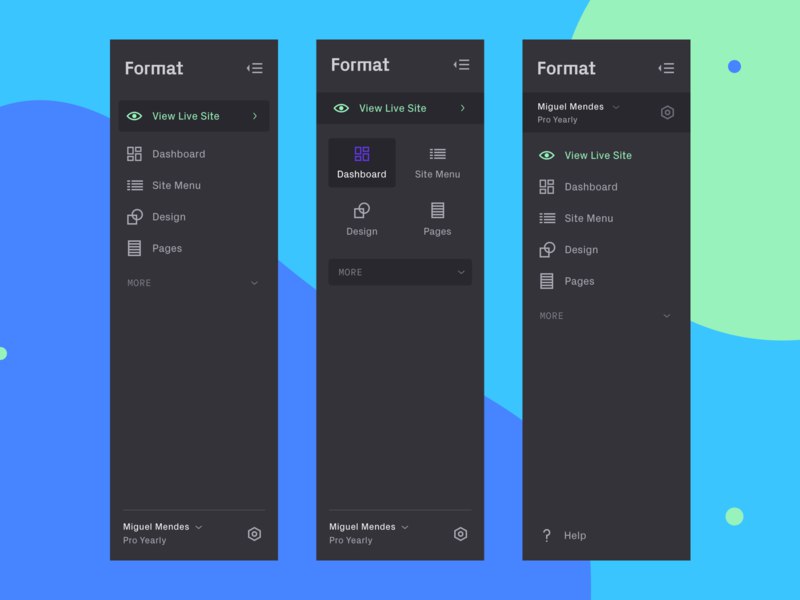 Format
View Live Site
Dashboard
Site Menu
Design
Pages
MORE
Miguel Mendes
Pro Yearly
Format
View Live Site
Dashboard
Site Menu
Design
Pages
MORE
Miguel Mendes
Pro Yearly
Format
Miguel Mendes
Pro Yearly
View Live Site
Dashboard
Site Menu
Design
Pages
MORE
? Help